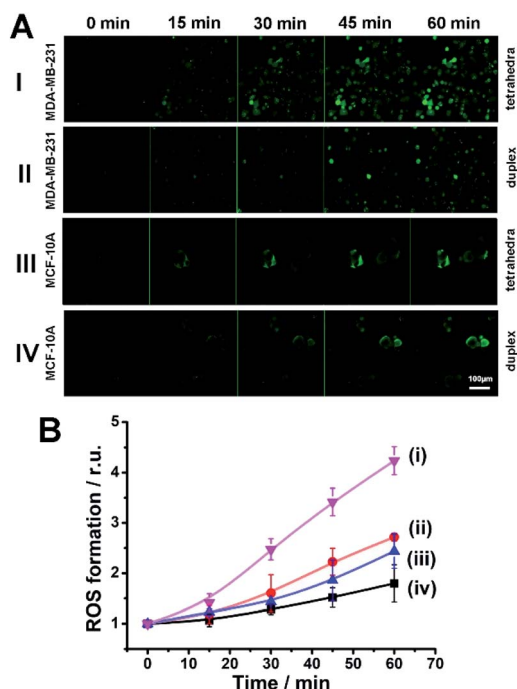 A
0 min 15 min 30 min 45 min 60 min
I MDA-MB-231 tetrahedra
II MDA-MB-231 duplex
III MCF-10A tetrahedra
IV MCF-10A duplex
100µm
B
ROS formation / r.u.
5
4
3
2
1
(i)
(ii)
(iii)
(iv)
0 10 20 30 40 50 60 70
Time / min